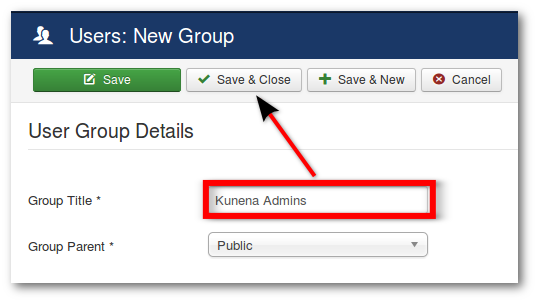 Users: New Group
Save Save & Close Save & New Cancel
User Group Details
Group Title * Kunena Admins
Group Parent * Public